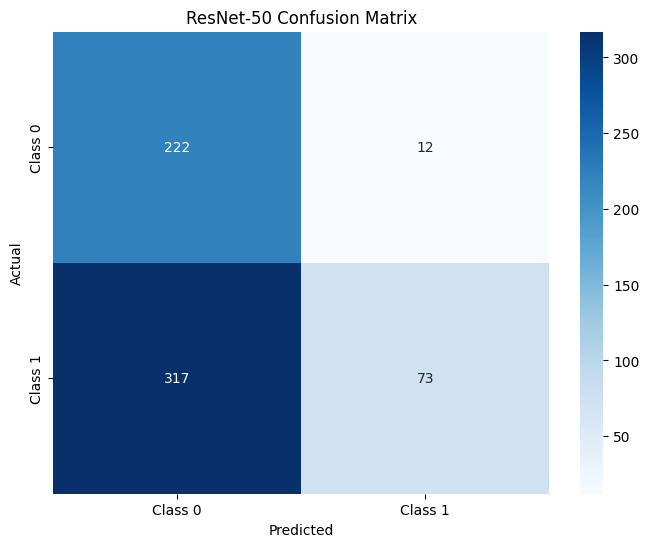 ResNet-50 Confusion Matrix
Actual
Class 0
Class 1
222
12
317
73
Class 0
Class 1
Predicted
300
250
200
150
100
50